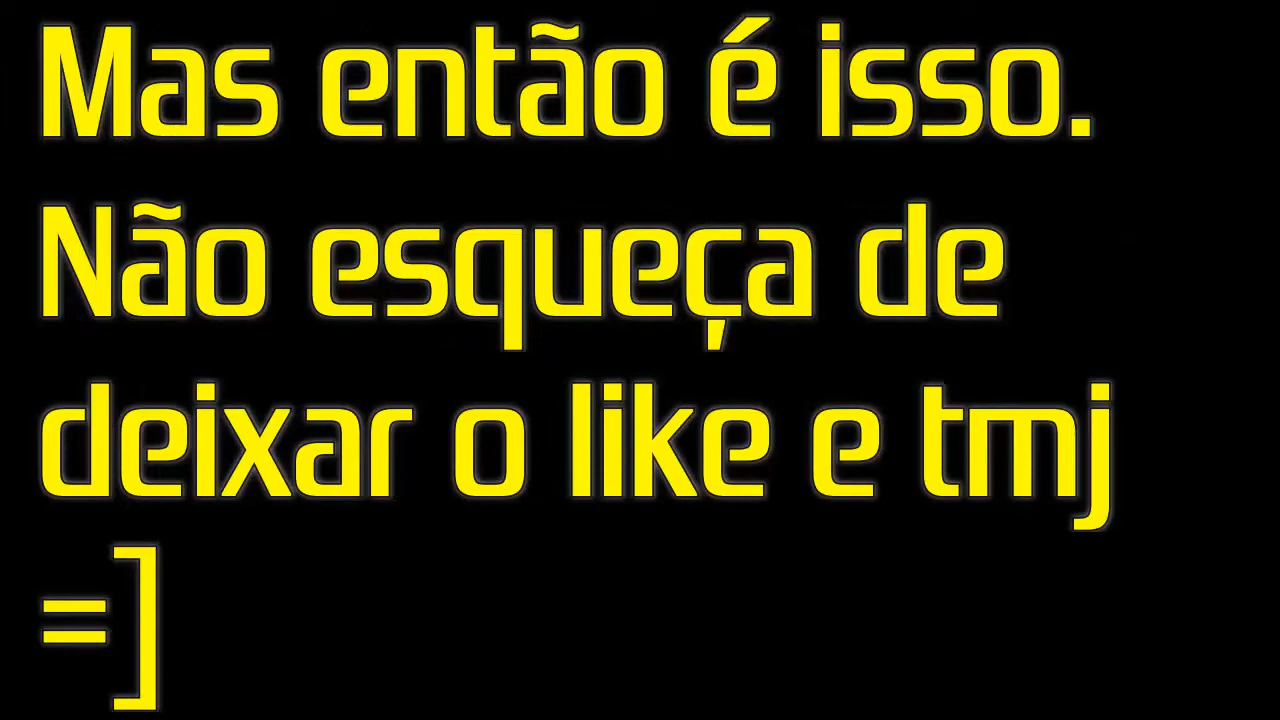 Mas então é isso.
Não esqueça de
deixar o like e tmj
=]